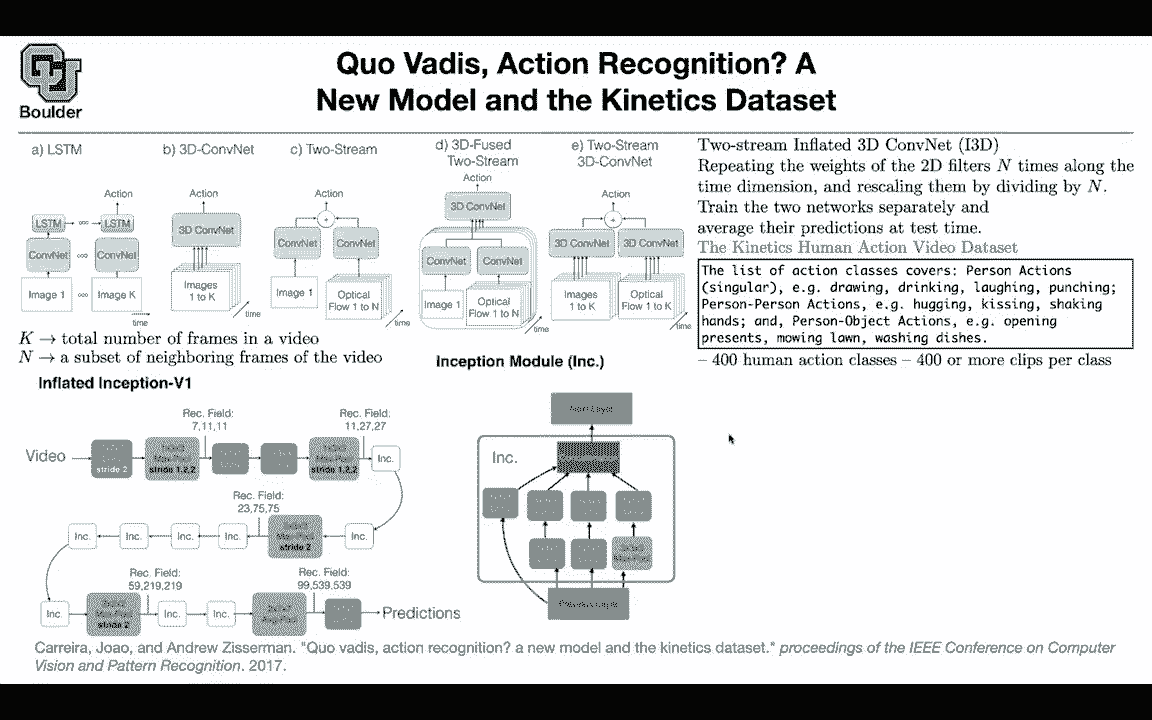 Boulder
Quo Vadis, Action Recognition? A
New Model and the Kinetics Dataset
a) LSTM
b) 3D-ConvNet
c) Two-Stream
d) 3D-Fused
Two-Stream
e) Two-Stream
3D-ConvNet
Action
LSTM
LSTM
ConvNet
ConvNet
Image 1
Image K
time
Action
3D ConvNet
Images
1 to K
time
Action
+
ConvNet
ConvNet
Image 1
Optical
Flow 1 to N
time
Action
3D ConvNet
ConvNet
ConvNet
Image 1
Optical
Flow 1 to N
time
Action
+
3D ConvNet
3D ConvNet
Images
1 to K
Optical
Flow 1 to K
time
K → total number of frames in a video
N → a subset of neighboring frames of the video
Two-stream Inflated 3D ConvNet (I3D)
Repeating the weights of the 2D filters N times along the
time dimension, and rescaling them by dividing by N.
Train the two networks separately and
average their predictions at test time.
The Kinetics Human Action Video Dataset
The list of action classes covers: Person Actions
(singular), e.g. drawing, drinking, laughing, punching;
Person-Person Actions, e.g. hugging, kissing, shaking
hands; and, Person-Object Actions, e.g. opening
presents, mowing lawn, washing dishes.
– 400 human action classes – 400 or more clips per class
Inflated Inception-V1
Rec. Field:
7,11,11
Rec. Field:
11,27,27
Video
stride 2
stride 1,2,2
stride 1,2,2
Inc.
Rec. Field:
23,75,75
Inc.
Inc.
Inc.
Inc.
stride 2
Inc.
Rec. Field:
59,219,219
Rec. Field:
99,539,539
Inc.
stride 2
Inc.
Inc.
Predictions
Inception Module (Inc.)
Inc.
Carreira, Joao, and Andrew Zisserman. "Quo vadis, action recognition? a new model and the kinetics dataset." proceedings of the IEEE Conference on Computer
Vision and Pattern Recognition. 2017.